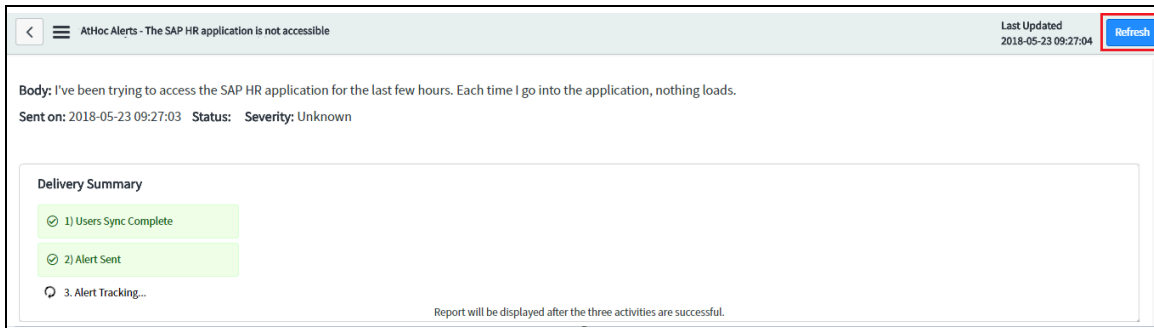 AtHoc Alerts - The SAP HR application is not accessible
Last Updated
2018-05-23 09:27:04
Refresh
Body: I've been trying to access the SAP HR application for the last few hours. Each time I go into the application, nothing loads.
Sent on: 2018-05-23 09:27:03 Status: Severity: Unknown
Delivery Summary
1) Users Sync Complete
2) Alert Sent
3. Alert Tracking...
Report will be displayed after the three activities are successful.